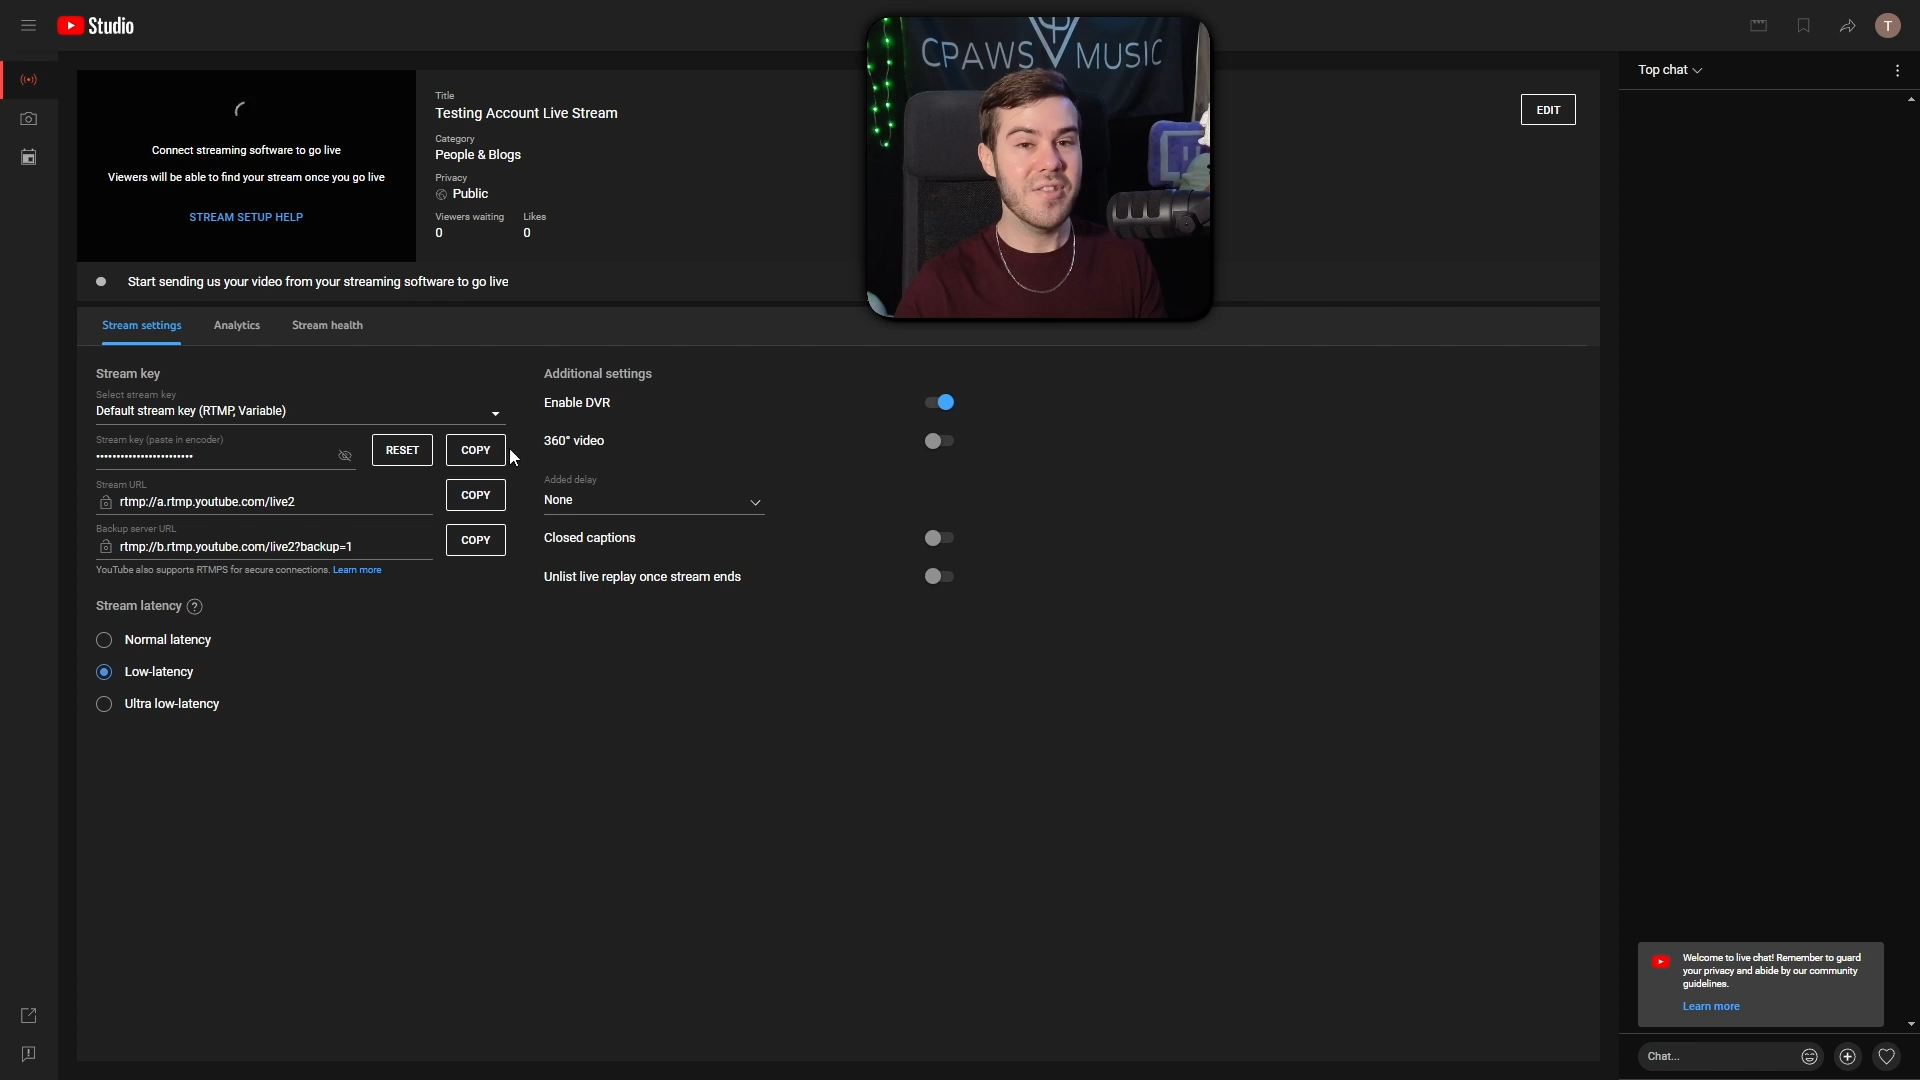 Studio
T
CPAWS MUSIC
Connect streaming software to go live
Viewers will be able to find your stream once you go live
STREAM SETUP HELP
Title
Testing Account Live Stream
Category
People & Blogs
Privacy
Public
Viewers waiting
Likes
0
0
EDIT
Top chat
Start sending us your video from your streaming software to go live
Stream settings
Analytics
Stream health
Stream key
Select stream key
Default stream key (RTMP, Variable)
Stream key (paste in encoder)
••••••••••••••••••••••••
RESET
COPY
Stream URL
rtmp://a.rtmp.youtube.com/live2
COPY
Backup server URL
rtmp://b.rtmp.youtube.com/live2?backup=1
COPY
YouTube also supports RTMPS for secure connections. Learn more
Stream latency ?
Normal latency
Low-latency
Ultra low-latency
Additional settings
Enable DVR
360° video
Added delay
None
Closed captions
Unlist live replay once stream ends
Welcome to live chat! Remember to guard
your privacy and abide by our community
guidelines.
Learn more
Chat...